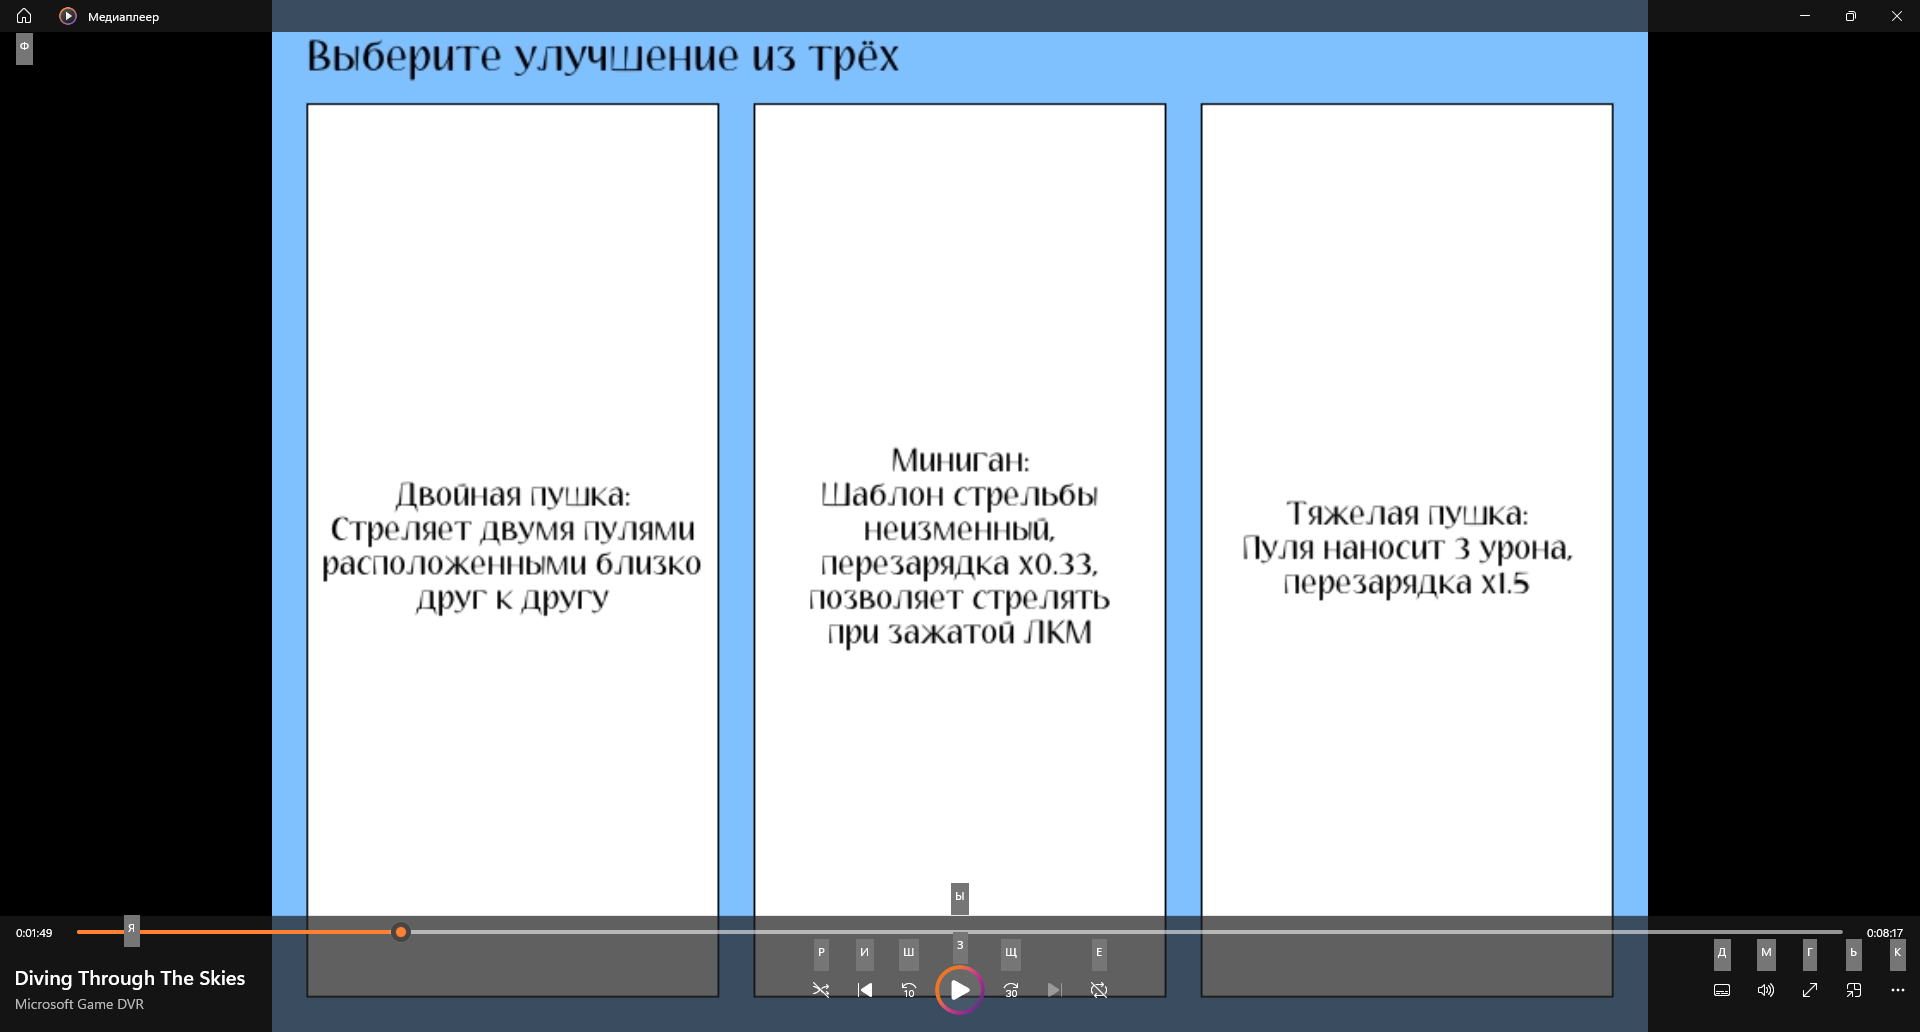 Медиаплеер
Ф
Выберите улучшение из трёх
Двойная пушка:
Стреляет двумя пулями
расположенными близко
друг к другу
Миниган:
Шаблон стрельбы
неизменный,
перезарядка x0.33,
позволяет стрелять
при зажатой ЛКМ
Тяжелая пушка:
Пуля наносит 3 урона,
перезарядка x1.5
Ы
0:01:49
Я
0:08:17
Р И Ш З Щ Е
Д М Г Ь К
Diving Through The Skies
Microsoft Game DVR
10
30